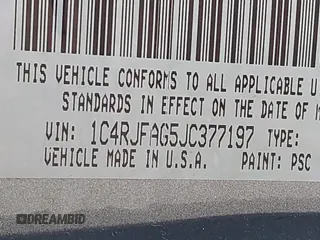 THIS VEHICLE CONFORMS TO ALL APPLICABLE U
STANDARDS IN EFFECT ON THE DATE OF M
VIN: 1C4RJFAG5JC377197 TYPE:
VEHICLE MADE IN U.S.A. PAINT: PSC
DREAMBID